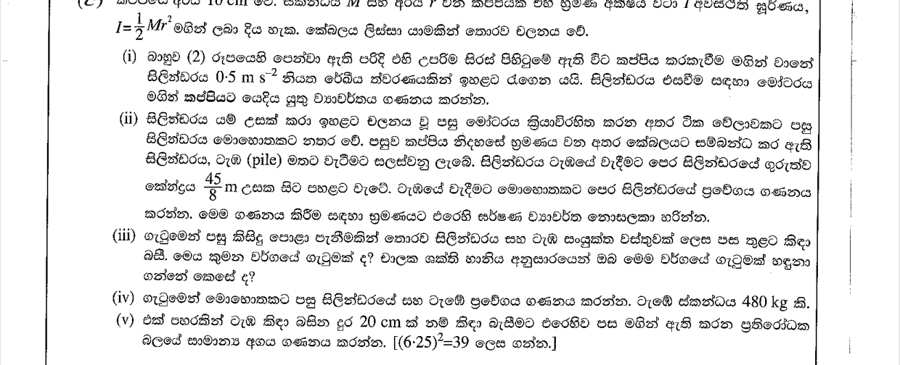 අරය 10 cm වේ. ස්කන්ධය M සහ අරය r වන කප්පියක එහි භ්‍රමණ අක්ෂය වටා I අවස්ථිති ඝූර්ණය,
I=1/2 Mr² මගින් ලබා දිය හැක. කේබලය ලිස්සා යාමකින් තොරව චලනය වේ.
(i) බාහුව (2) රූපයෙහි පෙන්වා ඇති පරිදි එහි උපරිම සිරස් පිහිටුමේ ඇති විට කප්පිය කරකැවීම මගින් වානේ
සිලින්ඩරය 0·5 m s⁻² නියත රේඛීය ත්වරණයකින් ඉහළට රැගෙන යයි. සිලින්ඩරය එසවීම සඳහා මෝටරය
මගින් කප්පියට යෙදිය යුතු ව්‍යාවර්තය ගණනය කරන්න.
(ii) සිලින්ඩරය යම් උසක් කරා ඉහළට චලනය වූ පසු මෝටරය ක්‍රියාවිරහිත කරන අතර ටික වේලාවකට පසු
සිලින්ඩරය මොහොතකට නතර වේ. පසුව කප්පිය නිදහසේ භ්‍රමණය වන අතර කේබලයට සම්බන්ධ කර ඇති
සිලින්ඩරය, ටැඹ (pile) මතට වැටීමට සලස්වනු ලැබේ. සිලින්ඩරය ටැඹයේ වැදීමට පෙර සිලින්ඩරයේ ගුරුත්ව
කේන්ද්‍රය 45/8 m උසක සිට පහළට වැටේ. ටැඹයේ වැදීමට මොහොතකට පෙර සිලින්ඩරයේ ප්‍රවේගය ගණනය
කරන්න. මෙම ගණනය කිරීම සඳහා භ්‍රමණයට එරෙහි ඝර්ෂණ ව්‍යාවර්ත නොසලකා හරින්න.
(iii) ගැටුමෙන් පසු කිසිදු පොළා පැනීමකින් තොරව සිලින්ඩරය සහ ටැඹ සංයුක්ත වස්තුවක් ලෙස පස තුළට කිඳා
බසී. මෙය කුමන වර්ගයේ ගැටුමක් ද? චාලක ශක්ති හානිය අනුසාරයෙන් ඔබ මෙම වර්ගයේ ගැටුමක් හඳුනා
ගන්නේ කෙසේ ද?
(iv) ගැටුමෙන් මොහොතකට පසු සිලින්ඩරයේ සහ ටැඹේ ප්‍රවේගය ගණනය කරන්න. ටැඹේ ස්කන්ධය 480 kg කි.
(v) එක් පහරකින් ටැඹ කිඳා බසින දුර 20 cm ක් නම් කිඳා බැසීමට එරෙහිව පස මගින් ඇති කරන ප්‍රතිරෝධක
බලයේ සාමාන්‍ය අගය ගණනය කරන්න. [(6·25)²=39 ලෙස ගන්න.]